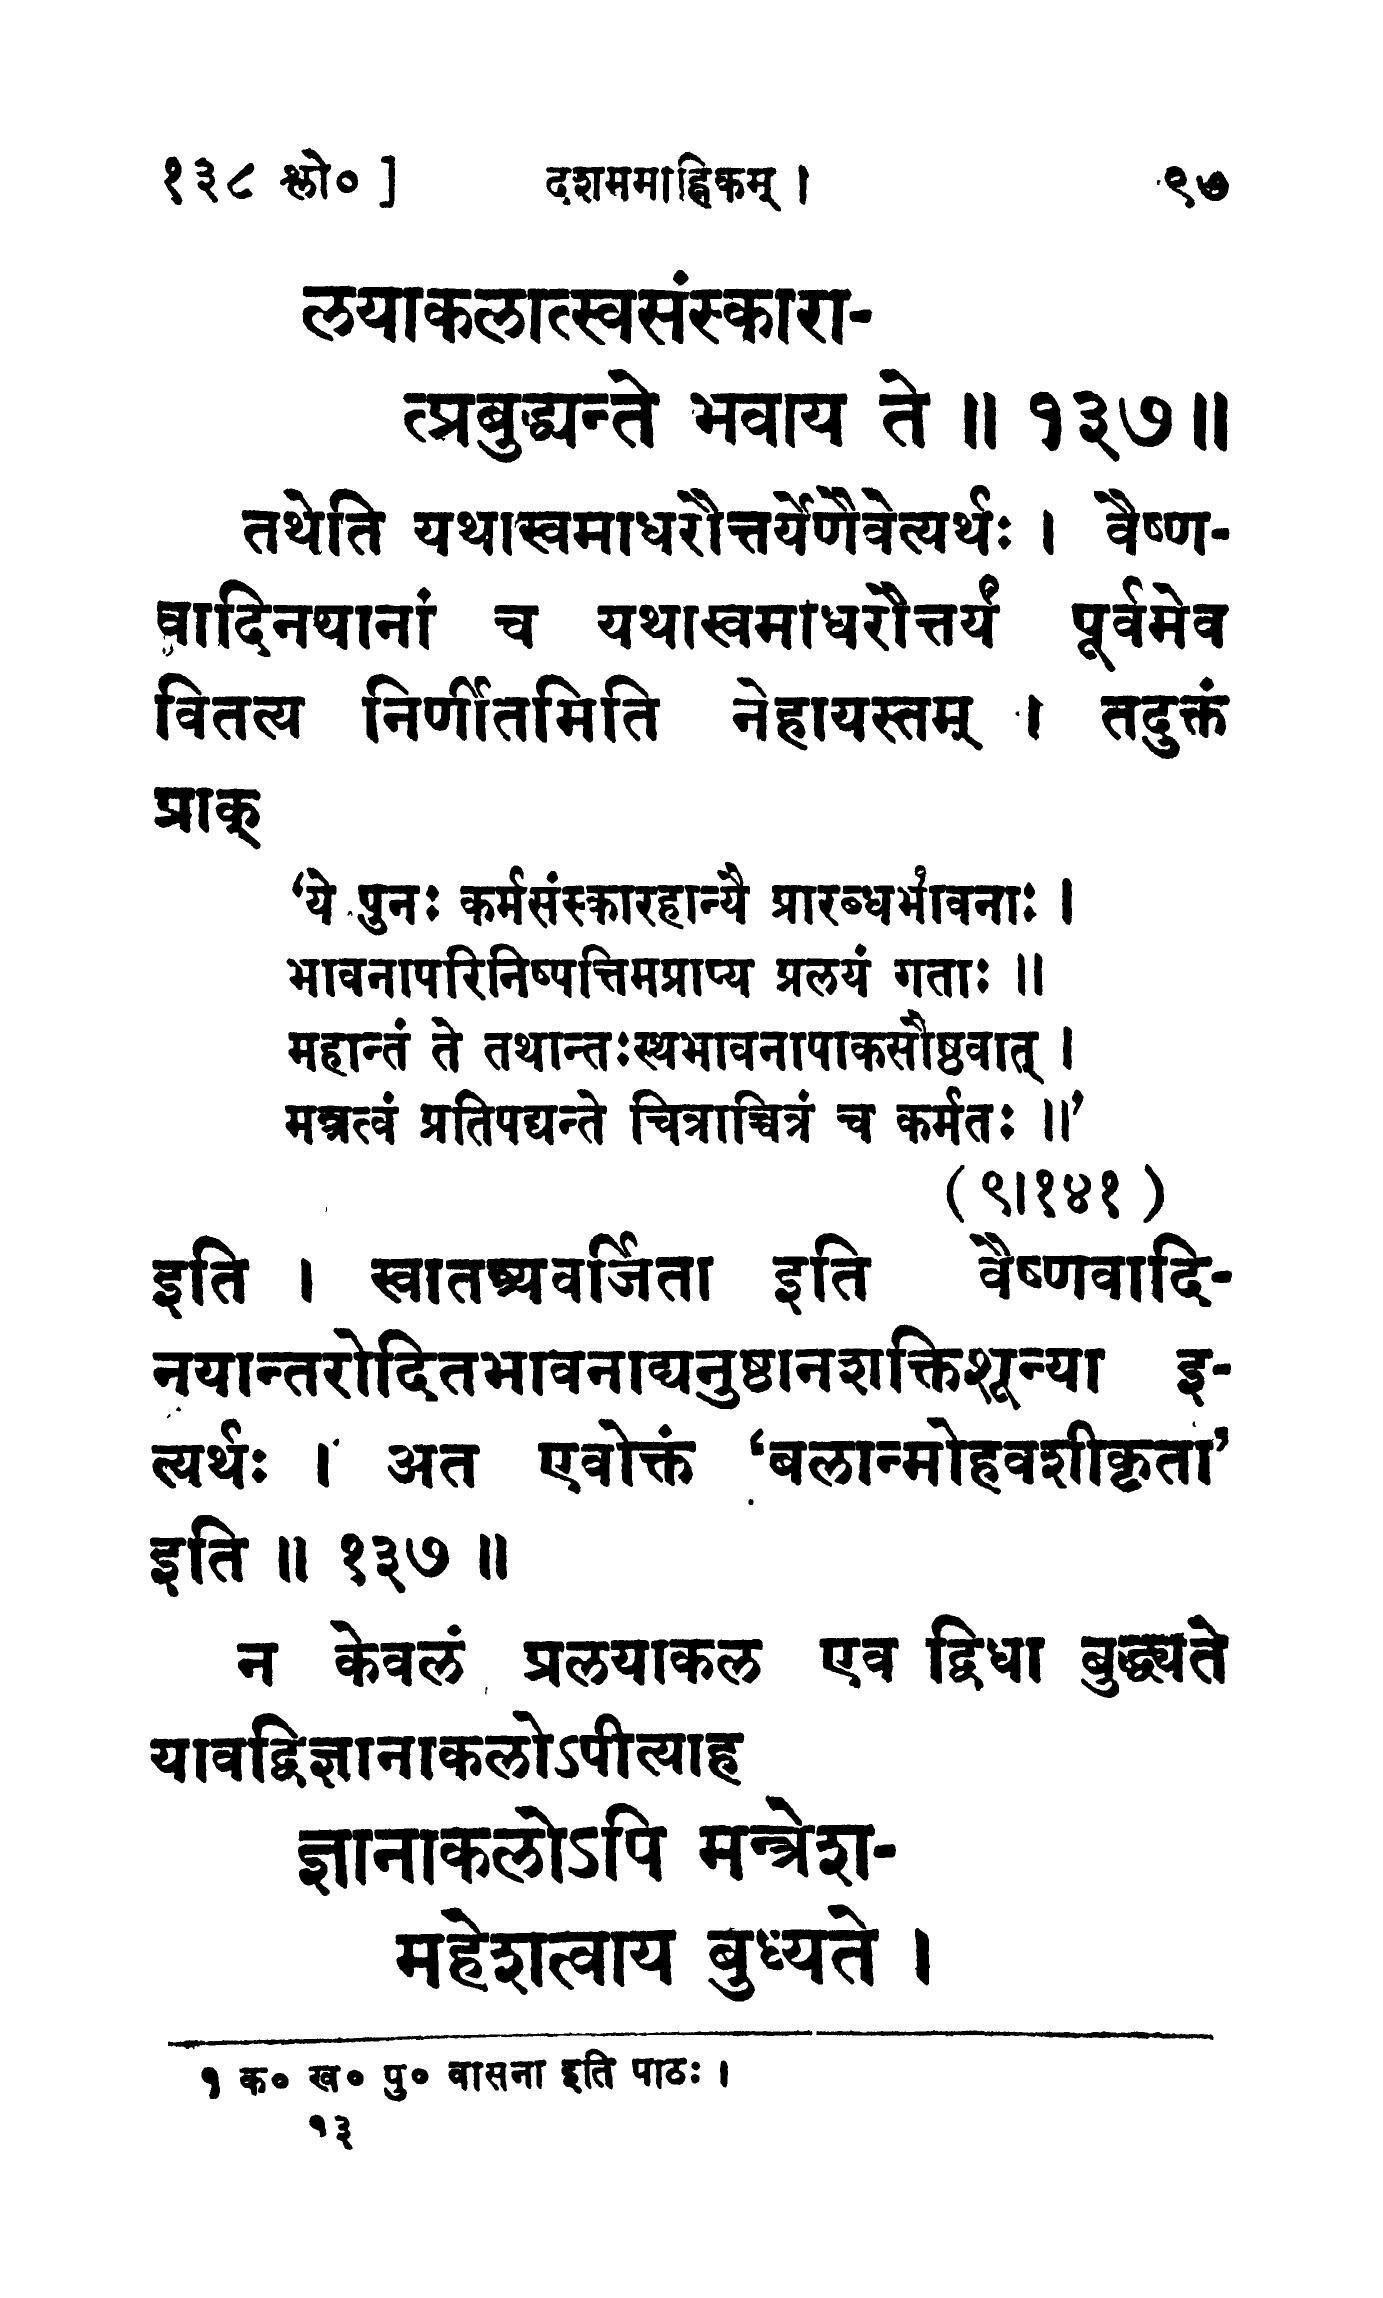 १३८ श्लो० ] दशममाह्निकम् । ९७
लयाकलात्स्वसंस्कारा-
त्प्रबुद्ध्यन्ते भवाय ते ॥ १३७ ॥
तथेति यथास्वमाधरौत्तर्येणैवेत्यर्थः । वैष्ण-
वादिनयानां च यथास्वमाधरौत्तर्यं पूर्वमेव
वितत्य निर्णीतमिति नेहायस्तम् । तदुक्तं
प्राक्
‘ये पुनः कर्मसंस्कारहान्यै प्रारब्धर्भावनाः ।
भावनापरिनिष्पत्तिमप्राप्य प्रलयं गताः ॥
महान्तं ते तथान्तःस्थभावनापाकसौष्ठवात् ।
मन्त्रत्वं प्रतिपद्यन्ते चित्राच्चित्रं च कर्मतः ॥’
( ९।१४१ )
इति । स्वातन्त्र्यवर्जिता इति वैष्णवादि-
नयान्तरोदितभावनाद्यनुष्ठानशक्तिशून्या इ-
त्यर्थः । अत एवोक्तं ‘बलान्मोहवशीकृता’
इति ॥ १३७ ॥
न केवलं प्रलयाकल एव द्विधा बुद्ध्यते
यावद्विज्ञानाकलोऽपीत्याह
ज्ञानाकलोऽपि मन्त्रेश-
महेशत्वाय बुध्यते ।
१ क० ख० पु० वासना इति पाठः ।
१३